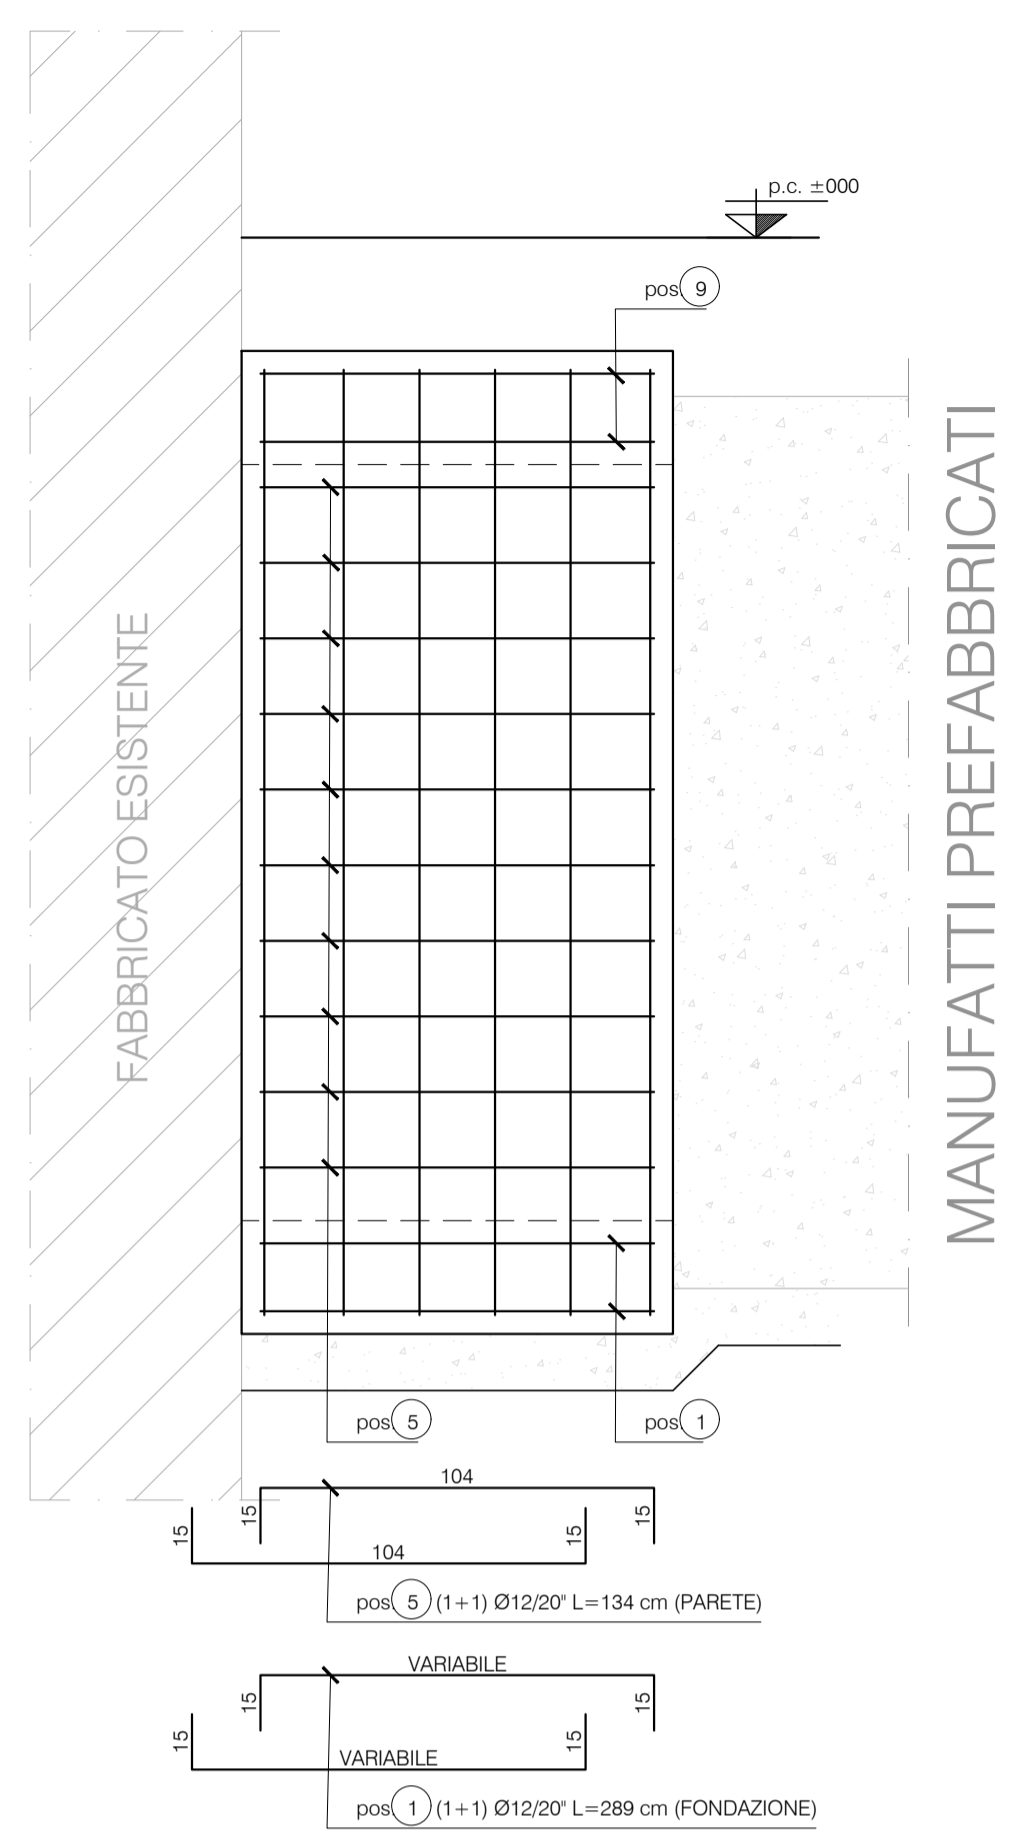 p.c. ±000
pos. 9
FABBRICATO ESISTENTE
MANUFATTI PREFABBRICATI
pos. 5
pos. 1
104
15
15
15
15
104
pos. 5 (1+1) Ø12/20" L=134 cm (PARETE)
VARIABILE
15
15
15
15
VARIABILE
pos. 1 (1+1) Ø12/20" L=289 cm (FONDAZIONE)